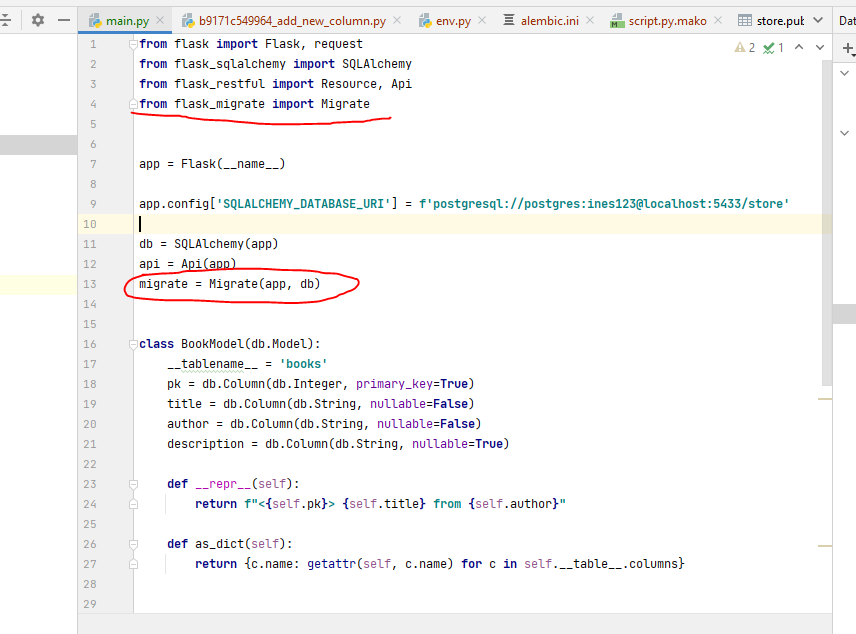 main.py b9171c549964_add_new_column.py env.py alembic.ini script.py.mako store.put Dat
2 1
1 from flask import Flask, request
2 from flask_sqlalchemy import SQLAlchemy
3 from flask_restful import Resource, Api
4 from flask_migrate import Migrate
5
6
7 app = Flask(__name__)
8
9 app.config['SQLALCHEMY_DATABASE_URI'] = f'postgresql://postgres:ines123@localhost:5433/store'
10
11 db = SQLAlchemy(app)
12 api = Api(app)
13 migrate = Migrate(app, db)
14
15
16 class BookModel(db.Model):
17     __tablename__ = 'books'
18     pk = db.Column(db.Integer, primary_key=True)
19     title = db.Column(db.String, nullable=False)
20     author = db.Column(db.String, nullable=False)
21     description = db.Column(db.String, nullable=True)
22
23     def __repr__(self):
24         return f"<{self.pk}> {self.title} from {self.author}"
25
26     def as_dict(self):
27         return {c.name: getattr(self, c.name) for c in self.__table__.columns}
28
29